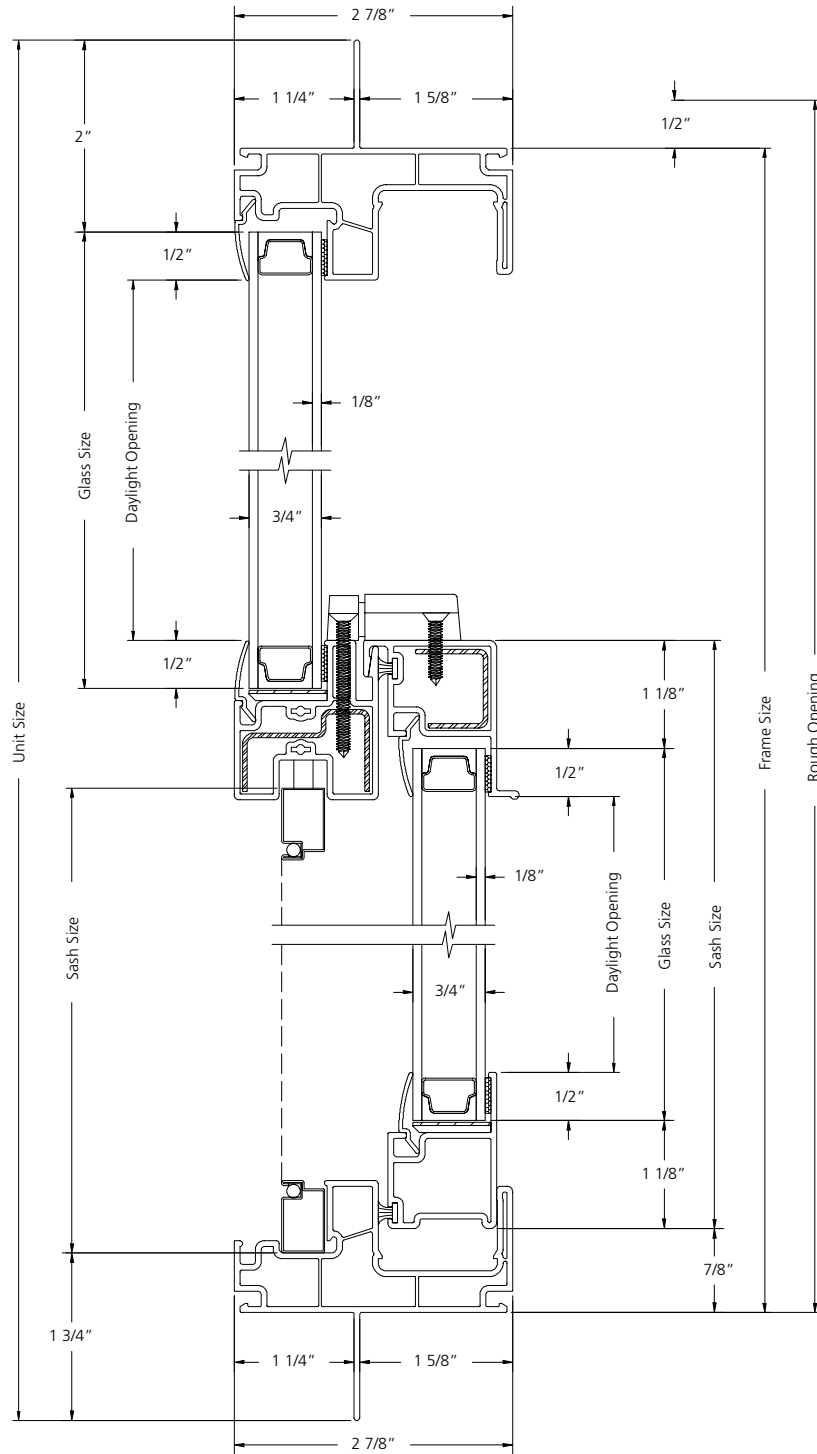 2 7/8"
1 1/4"
1 5/8"
1/2"
2"
1/2"
1/8"
Glass Size
Daylight Opening
3/4"
1/2"
1 1/8"
Unit Size
Frame Size
Rough Opening
1/2"
1/8"
Sash Size
Daylight Opening
Glass Size
Sash Size
3/4"
1/2"
1 1/8"
7/8"
1 3/4"
1 1/4"
1 5/8"
2 7/8"